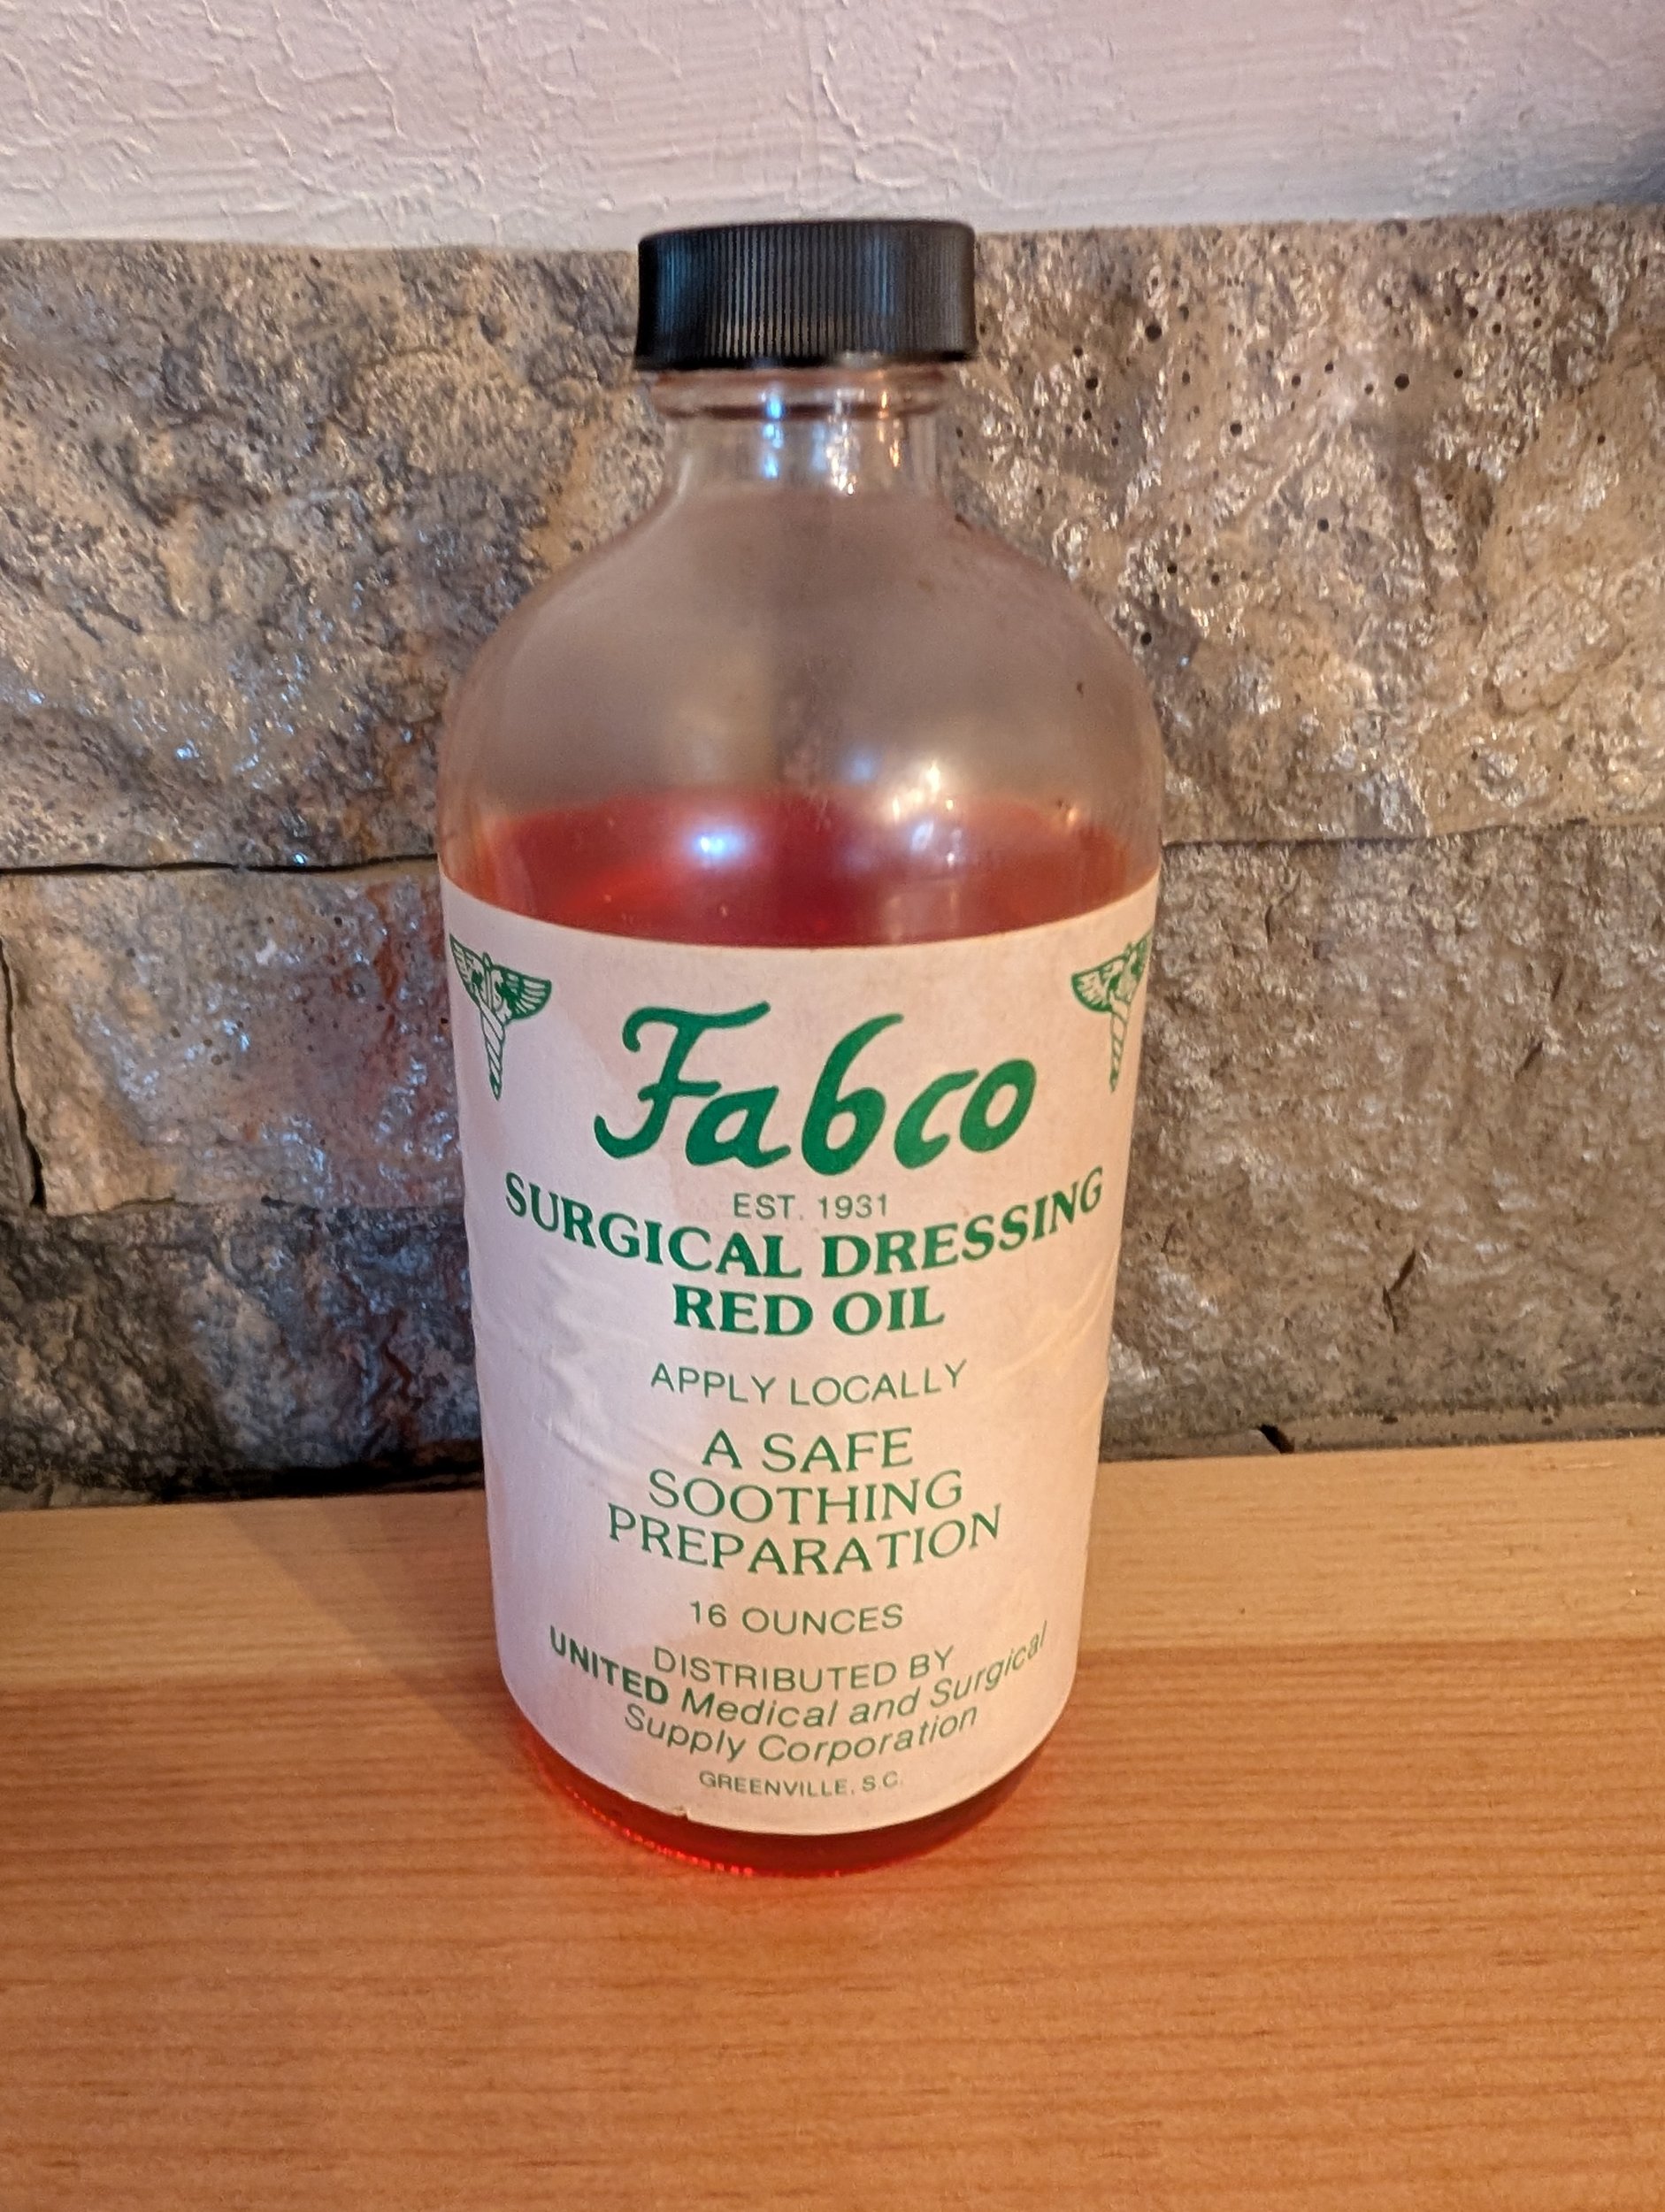 Fabco
EST. 1931
SURGICAL DRESSING
RED OIL
APPLY LOCALLY
A SAFE
SOOTHING
PREPARATION
16 OUNCES
DISTRIBUTED BY
UNITED Medical and Surgical
Supply Corporation
GREENVILLE, S.C.